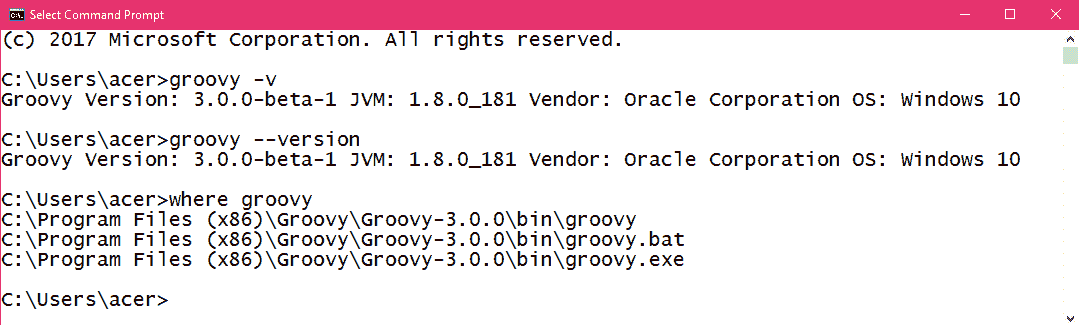 Select Command Prompt
(c) 2017 Microsoft Corporation. All rights reserved.
C:\Users\acer>groovy -v
Groovy Version: 3.0.0-beta-1 JVM: 1.8.0_181 Vendor: Oracle Corporation OS: Windows 10
C:\Users\acer>groovy --version
Groovy Version: 3.0.0-beta-1 JVM: 1.8.0_181 Vendor: Oracle Corporation OS: Windows 10
C:\Users\acer>where groovy
C:\Program Files (x86)\Groovy\Groovy-3.0.0\bin\groovy
C:\Program Files (x86)\Groovy\Groovy-3.0.0\bin\groovy.bat
C:\Program Files (x86)\Groovy\Groovy-3.0.0\bin\groovy.exe
C:\Users\acer>